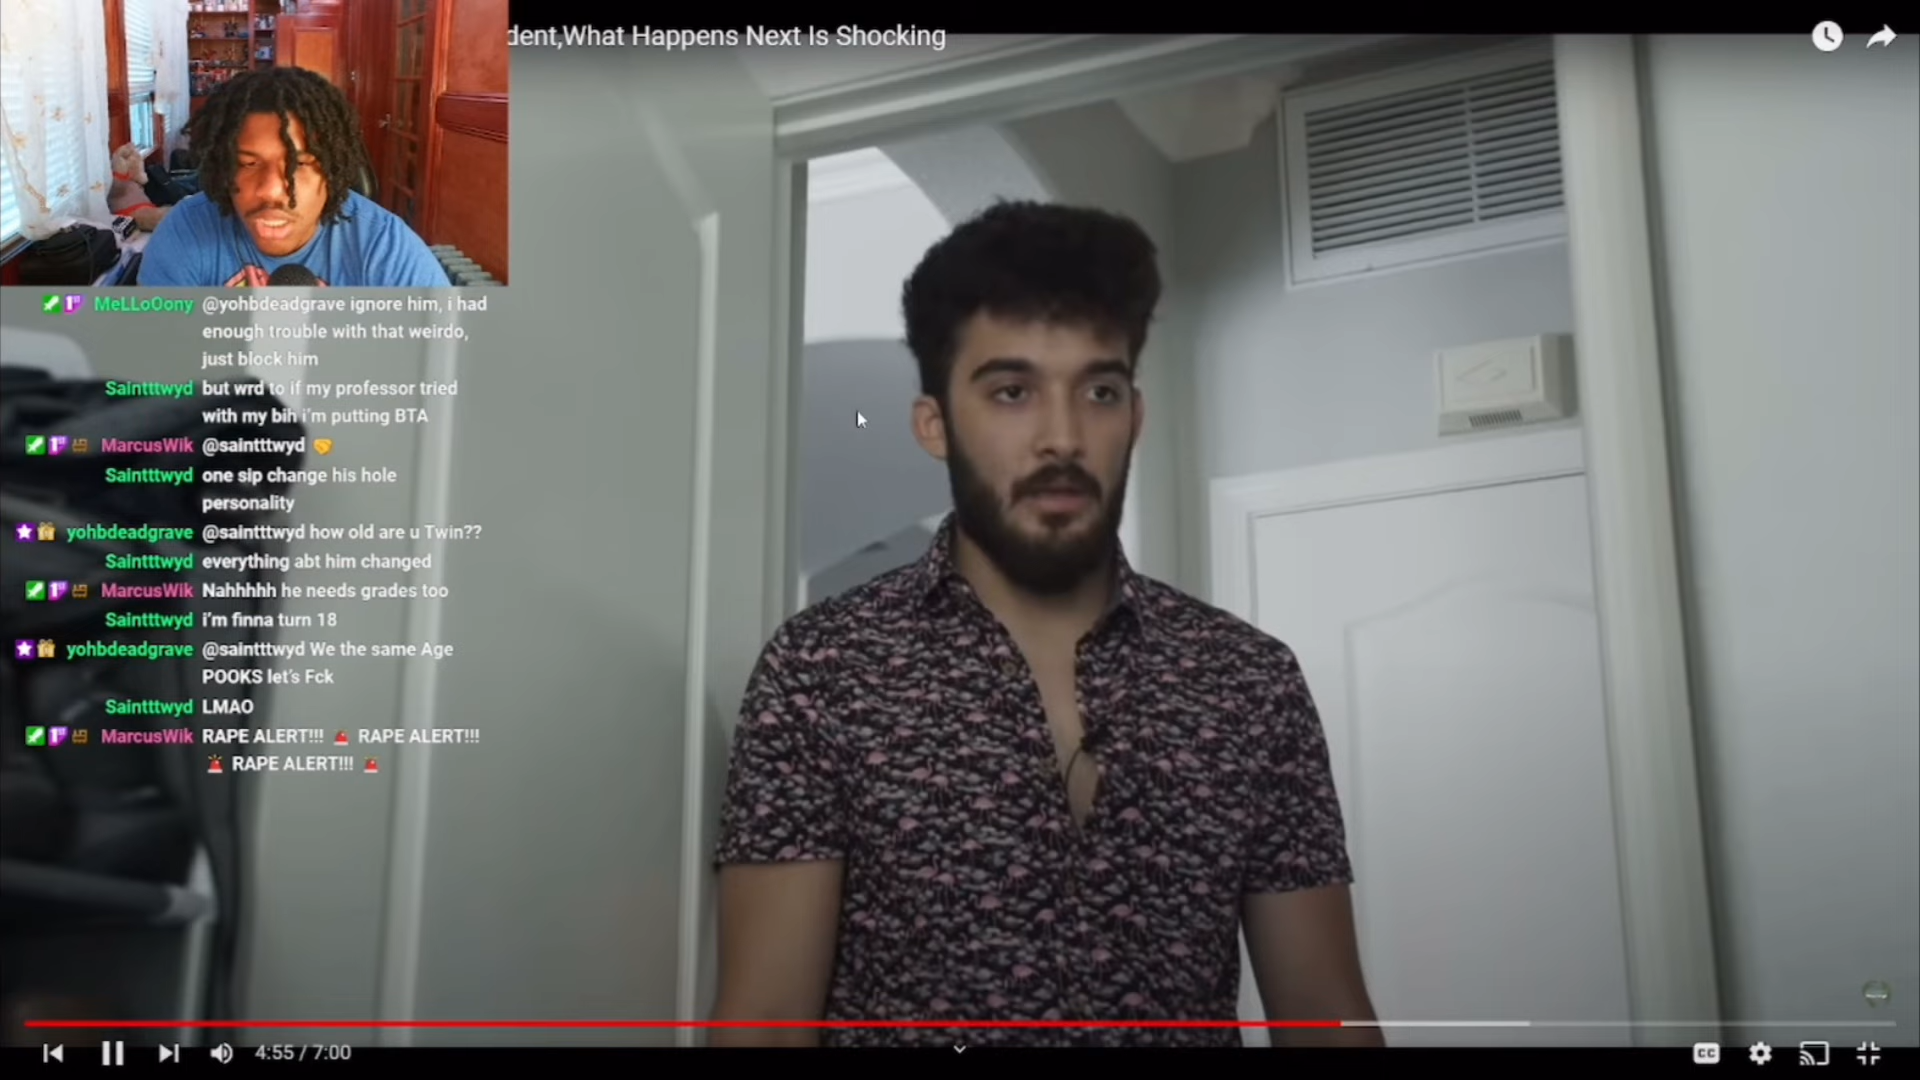 dent,What Happens Next Is Shocking
MeLLoOony @yohbdeadgrave ignore him, i had
enough trouble with that weirdo,
just block him
Saintttwyd but wrd to if my professor tried
with my bih i'm putting BTA
MarcusWik @saintttwyd
Saintttwyd one sip change his hole
personality
yohbdeadgrave @saintttwyd how old are u Twin??
Saintttwyd everything abt him changed
MarcusWik Nahhhhh he needs grades too
Saintttwyd i'm finna turn 18
yohbdeadgrave @saintttwyd We the same Age
POOKS let's Fck
Saintttwyd LMAO
MarcusWik RAPE ALERT!!! 🚨 RAPE ALERT!!!
🚨 RAPE ALERT!!! 🚨
4:55 / 7:00
CC